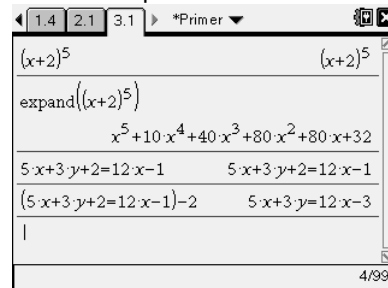 1.4 2.1 3.1 *Primer
(x+2)^5 (x+2)^5
expand((x+2)^5)
x^5+10·x^4+40·x^3+80·x^2+80·x+32
5·x+3·y+2=12·x-1 5·x+3·y+2=12·x-1
(5·x+3·y+2=12·x-1)-2 5·x+3·y=12·x-3
4/99